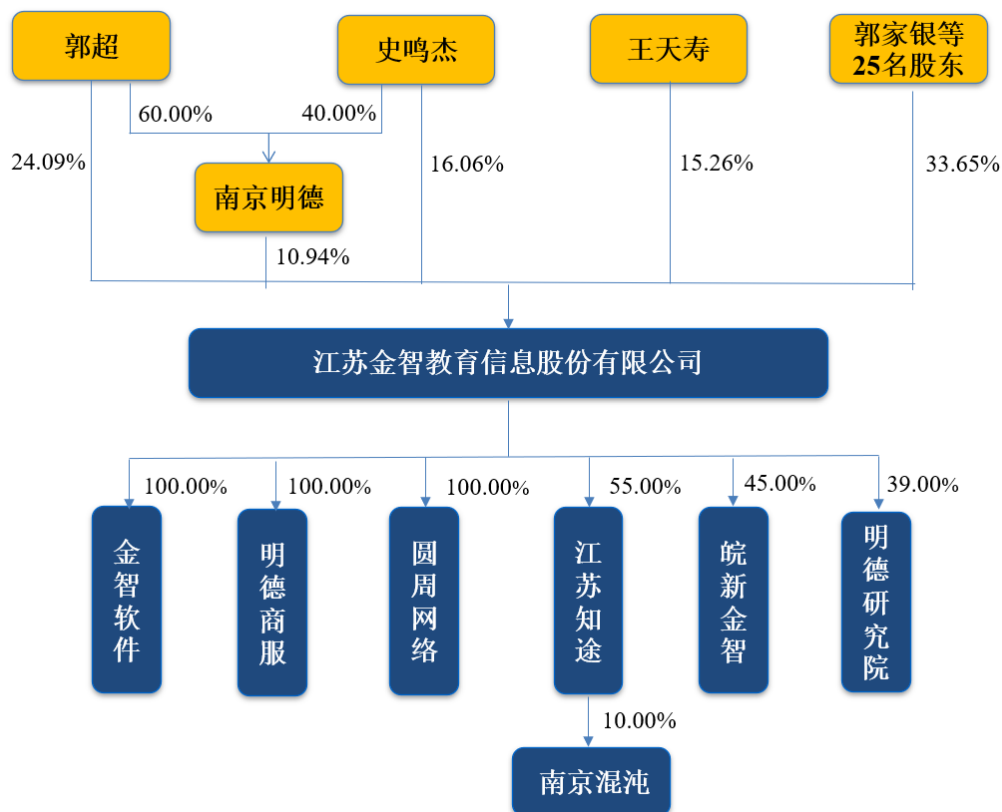 郭超
史鸣杰
王天寿
郭家银等
25名股东
60.00%
40.00%
24.09%
16.06%
15.26%
33.65%
南京明德
10.94%
江苏金智教育信息股份有限公司
100.00%
100.00%
100.00%
55.00%
45.00%
39.00%
金智软件
明德商服
圆周网络
江苏知途
皖新金智
明德研究院
10.00%
南京混沌